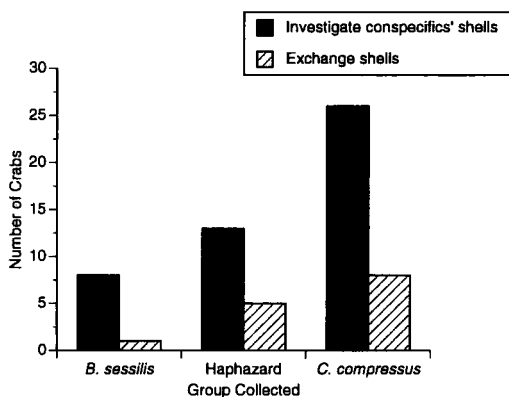 Investigate conspecifics' shells
Exchange shells
30
25
20
15
10
5
0
Number of Crabs
B. sessilis Haphazard C. compressus
Group Collected